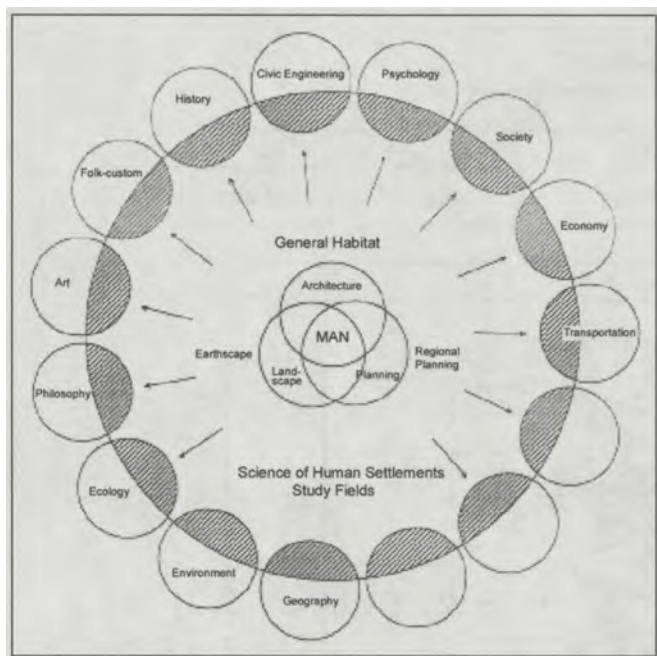 Civic Engineering
Psychology
History
Society
Folk-custom
Economy
General Habitat
Art
Architecture
Transportation
MAN
Earthscape
Regional
Planning
Land-
scape
Planning
Philosophy
Science of Human Settlements
Study Fields
Ecology
Environment
Geography